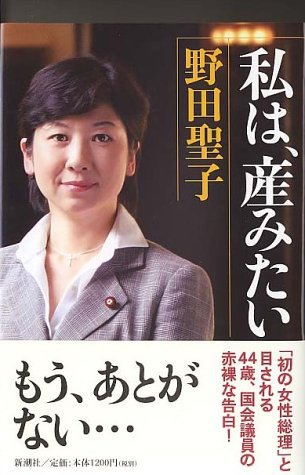 私は、産みたい
野田聖子
「初の女性総理」と
目される
44歳、国会議員の
赤裸な告白！
もう、あとが
ない…
新潮社／定価：本体1200円（税別）